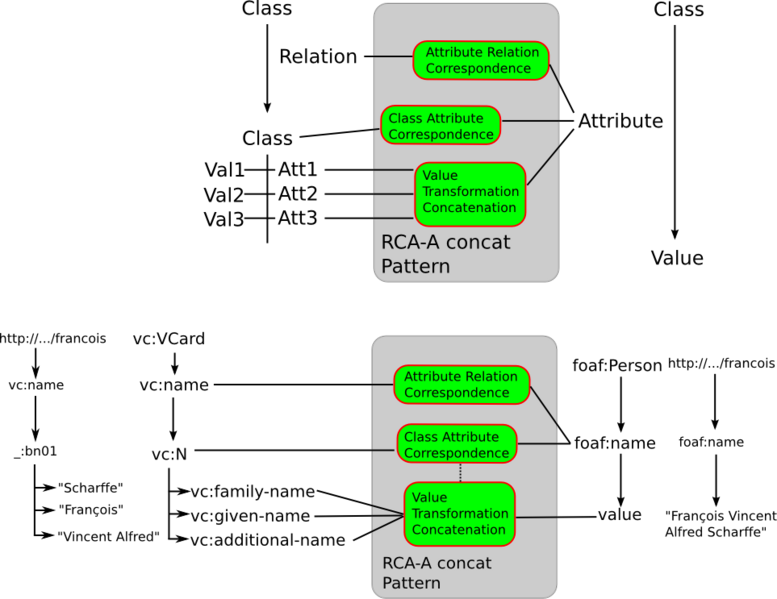 Class
Class
Relation
Attribute Relation
Correspondence
Class Attribute
Correspondence
Attribute
Class
Val1
Att1
Val2
Att2
Val3
Att3
Value
Transformation
Concatenation
RCA-A concat
Pattern
Value
http://.../francois
vc:name
_:bn01
"Scharffe"
"François"
"Vincent Alfred"
vc:VCard
vc:name
vc:N
vc:family-name
vc:given-name
vc:additional-name
Attribute Relation
Correspondence
Class Attribute
Correspondence
Value
Transformation
Concatenation
RCA-A concat
Pattern
foaf:Person
foaf:name
value
http://.../francois
foaf:name
"François Vincent
Alfred Scharffe"